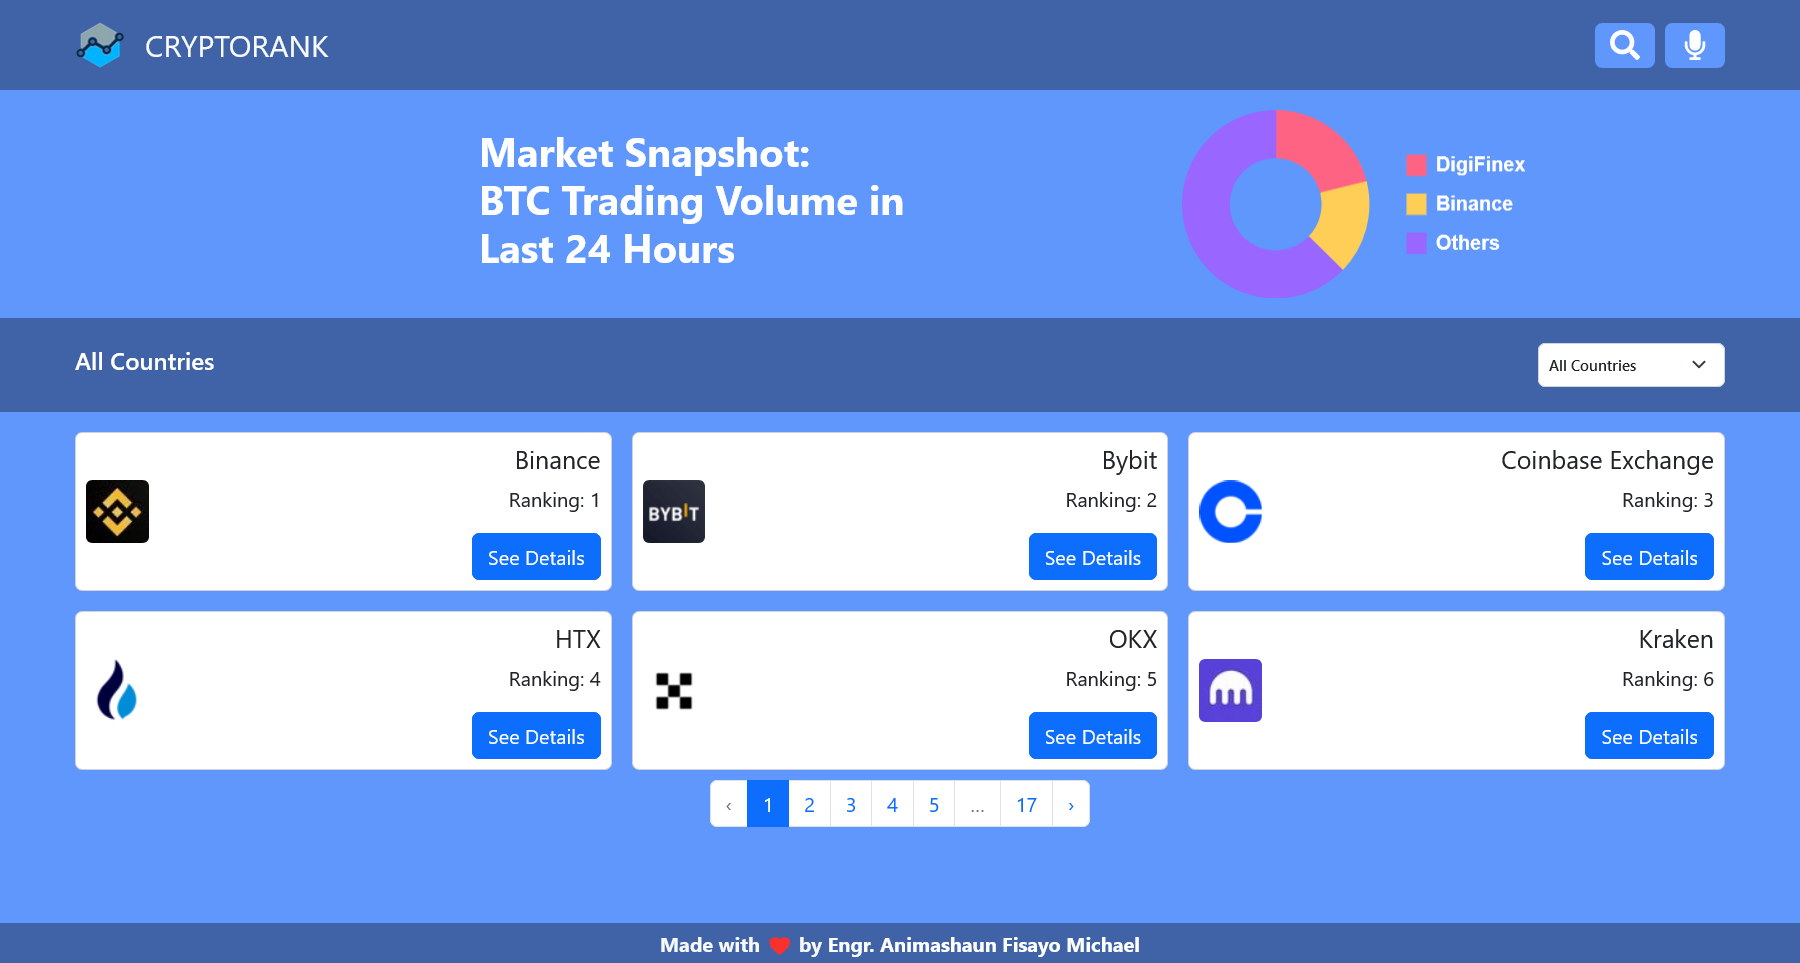 CRYPTORANK
Market Snapshot:
BTC Trading Volume in
Last 24 Hours
DigiFinex
Binance
Others
All Countries
All Countries
Binance
Ranking: 1
See Details
BYBIT
Bybit
Ranking: 2
See Details
Coinbase Exchange
Ranking: 3
See Details
HTX
Ranking: 4
See Details
OKX
Ranking: 5
See Details
Kraken
Ranking: 6
See Details
‹ 1 2 3 4 5 … 17 ›
Made with ❤ by Engr. Animashaun Fisayo Michael